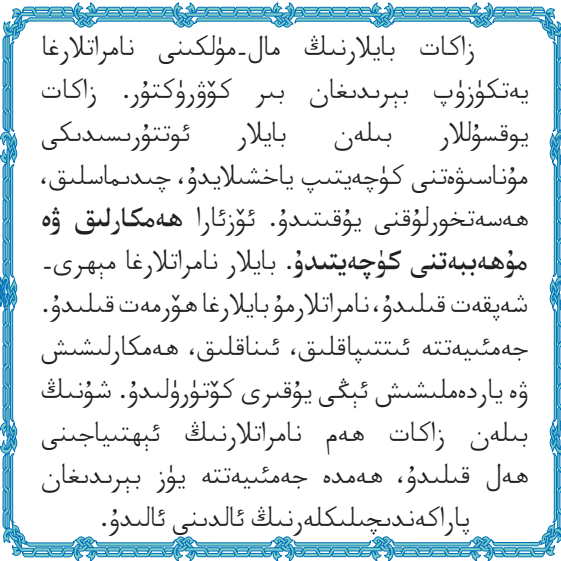 زاكات بايلارنىڭ مال-مۈلكىنى نامراتلارغا
يەتكۈزۈپ بېرىدىغان بىر كۆۋرۈكتۇر. زاكات
يوقسۇللار بىلەن بايلار ئوتتۇرىسىدىكى
مۇناسىۋەتنى كۈچەيتىپ ياخشىلايدۇ، چىدىماسلىق،
ھەسەتخورلۇقنى يۇقىتىدۇ. ئۆزئارا ھەمكارلىق ۋە
مۇھەببەتنى كۈچەيتىدۇ. بايلار نامراتلارغا مېھرى-
شەپقەت قىلىدۇ، نامراتلارمۇ بايلارغا ھۆرمەت قىلىدۇ.
جەمئىيەتتە ئىتتىپاقلىق، ئىناقلىق، ھەمكارلىشىش
ۋە ياردەملىشىش ئېڭى يۇقىرى كۆتۈرۈلىدۇ. شۇنىڭ
بىلەن زاكات ھەم نامراتلارنىڭ ئېھتىياجىنى
ھەل قىلىدۇ، ھەمدە جەمئىيەتتە يۈز بېرىدىغان
پاراكەندىچىلىكلەرنىڭ ئالدىنى ئالىدۇ.